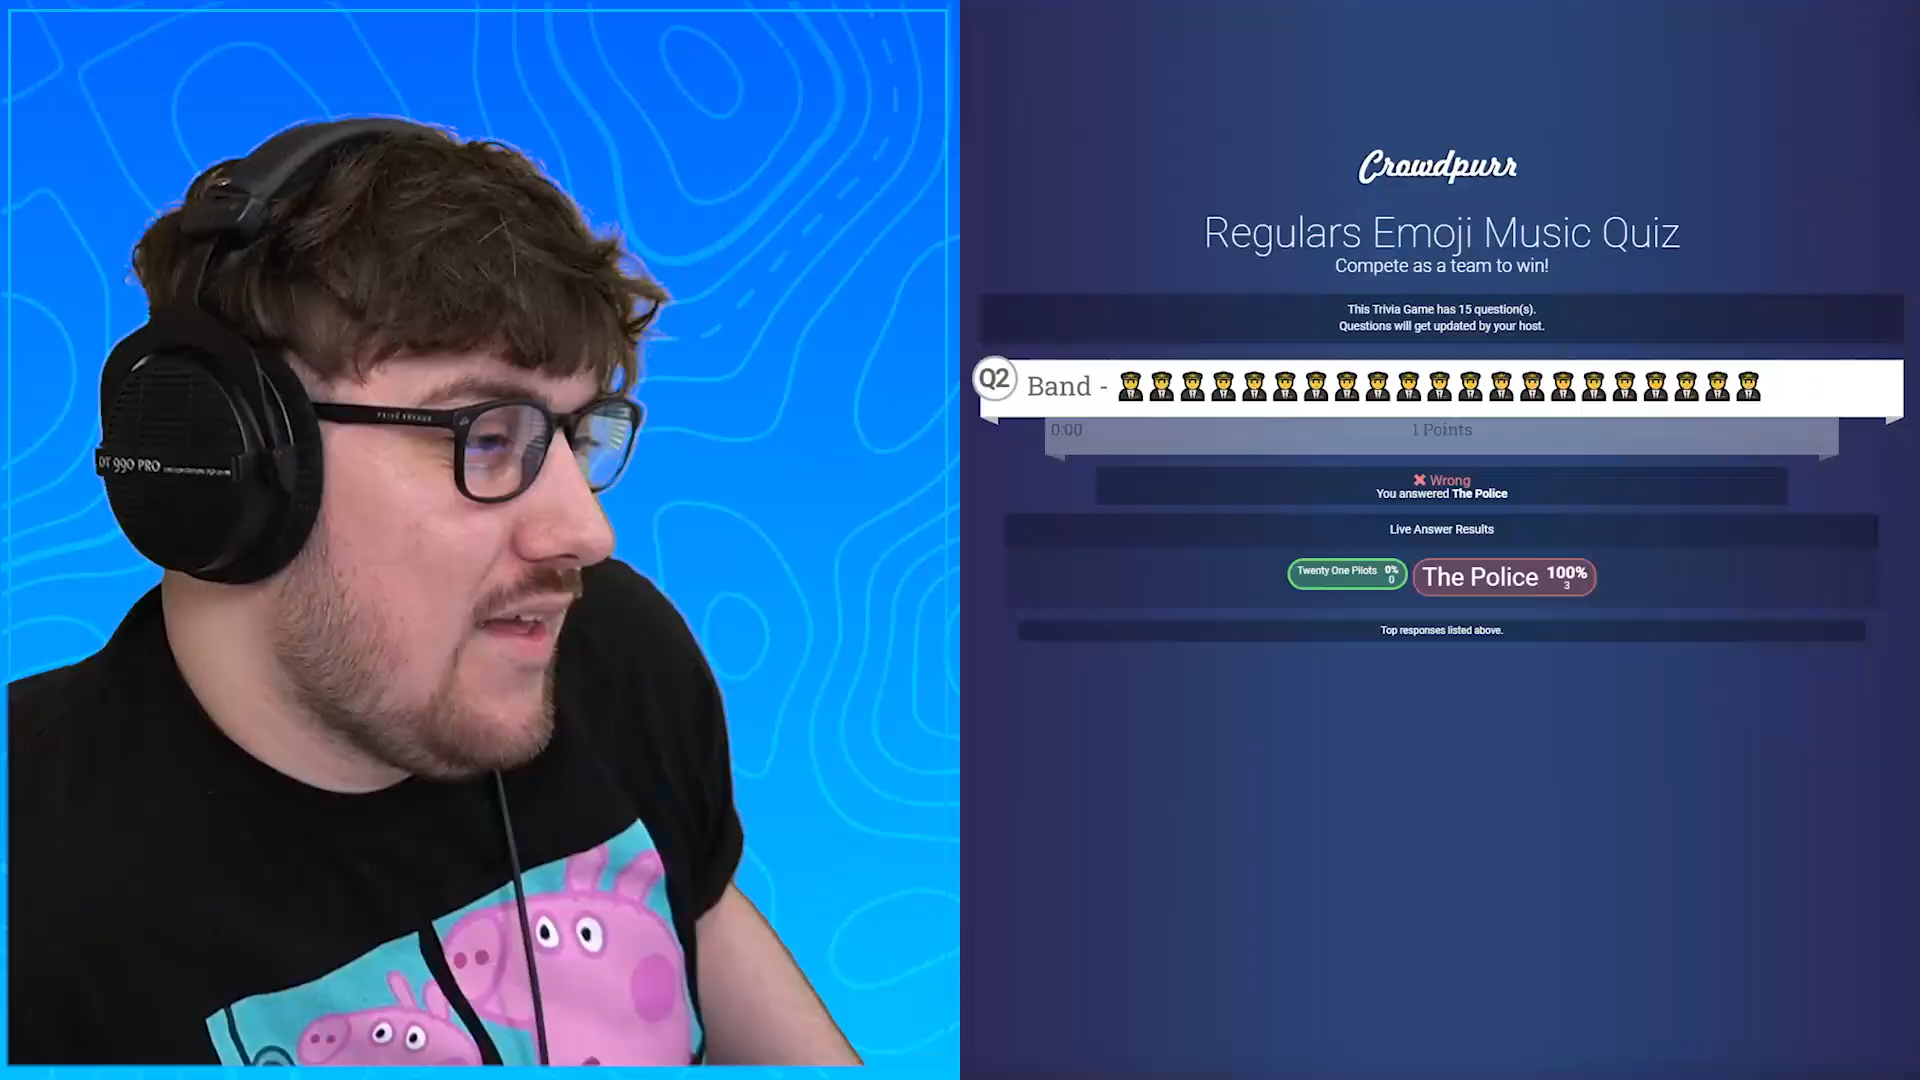 Crowdpurr
Regulars Emoji Music Quiz
Compete as a team to win!
This Trivia Game has 15 question(s).
Questions will get updated by your host.
Q2 Band - 👨‍✈️👨‍✈️👨‍✈️👨‍✈️👨‍✈️👨‍✈️👨‍✈️👨‍✈️👨‍✈️👨‍✈️👨‍✈️👨‍✈️👨‍✈️👨‍✈️👨‍✈️👨‍✈️👨‍✈️👨‍✈️👨‍✈️👨‍✈️👨‍✈️
0:00 1 Points
✖ Wrong
You answered The Police
Live Answer Results
Twenty One Pilots 0% 0
The Police 100% 3
Top responses listed above.
DT 990 PRO